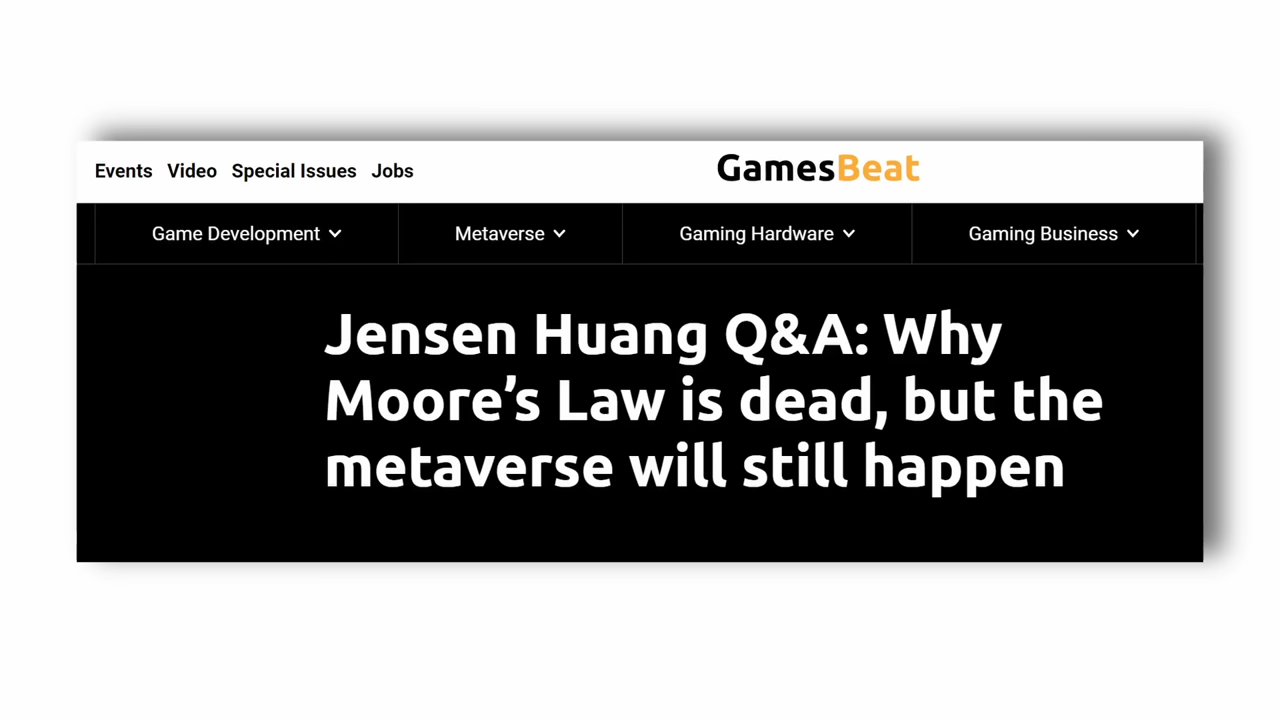 Events Video Special Issues Jobs
GamesBeat
Game Development Metaverse Gaming Hardware Gaming Business
Jensen Huang Q&A: Why
Moore’s Law is dead, but the
metaverse will still happen